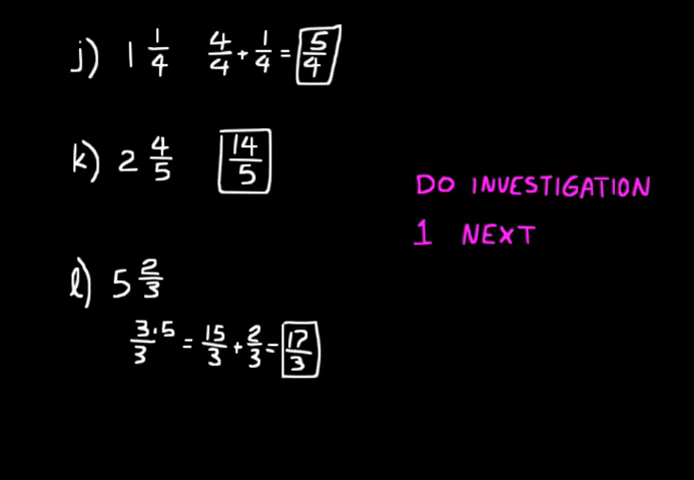 j) 1 1/4 4/4 + 1/4 = 5/4
k) 2 4/5 14/5
DO INVESTIGATION
1 NEXT
l) 5 2/3
3·5/3 = 15/3 + 2/3 = 17/3